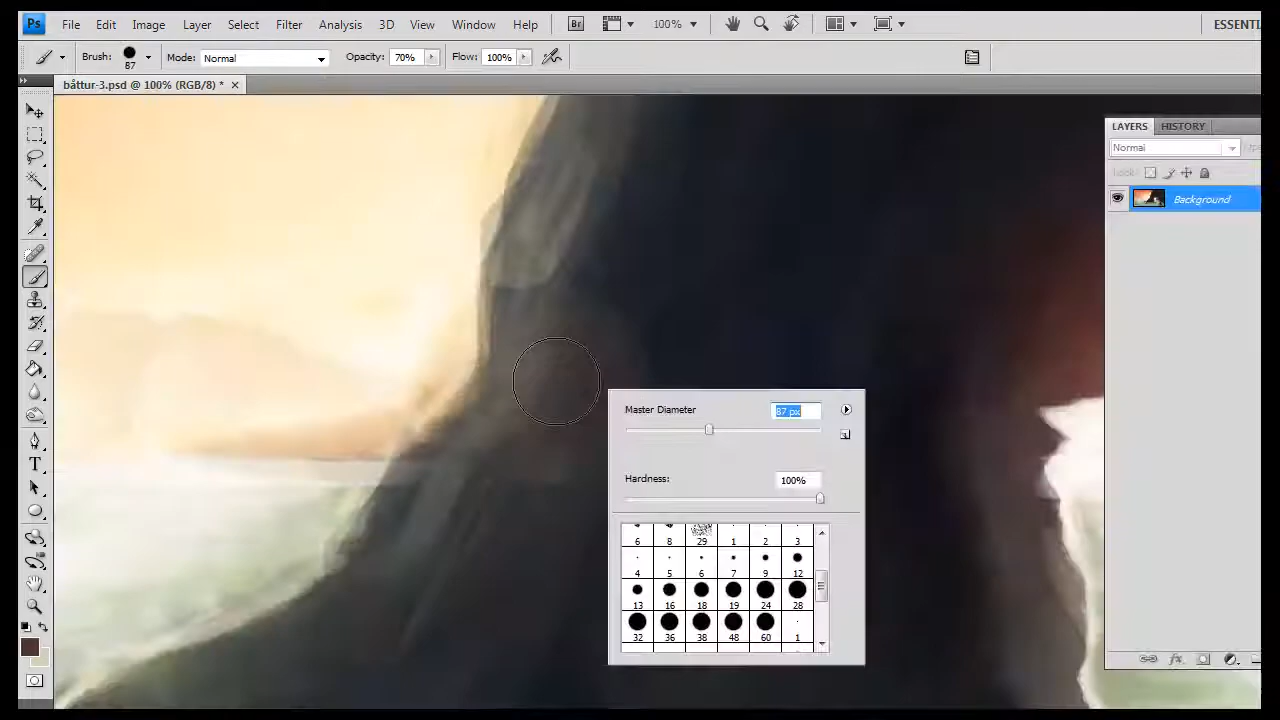 Ps File Edit Image Layer Select Filter Analysis 3D View Window Help Br 100% ESSENTI
Brush: 87 Mode: Normal Opacity: 70% Flow: 100%
båttur-3.psd @ 100% (RGB/8) *
LAYERS HISTORY
Normal
Background
Master Diameter 87 px
Hardness: 100%
6 8 29 1 2 3
4 5 6 7 9 12
13 16 18 19 24 28
32 36 38 48 60 1
T
fx